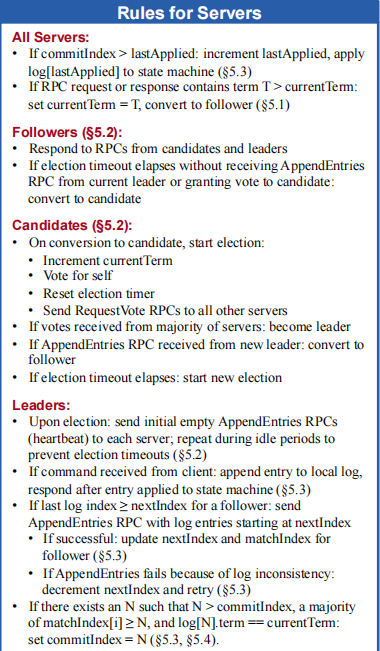 Rules for Servers
All Servers:
• If commitIndex > lastApplied: increment lastApplied, apply
log[lastApplied] to state machine (§5.3)
• If RPC request or response contains term T > currentTerm:
set currentTerm = T, convert to follower (§5.1)
Followers (§5.2):
• Respond to RPCs from candidates and leaders
• If election timeout elapses without receiving AppendEntries
RPC from current leader or granting vote to candidate:
convert to candidate
Candidates (§5.2):
• On conversion to candidate, start election:
• Increment currentTerm
• Vote for self
• Reset election timer
• Send RequestVote RPCs to all other servers
• If votes received from majority of servers: become leader
• If AppendEntries RPC received from new leader: convert to
follower
• If election timeout elapses: start new election
Leaders:
• Upon election: send initial empty AppendEntries RPCs
(heartbeat) to each server; repeat during idle periods to
prevent election timeouts (§5.2)
• If command received from client: append entry to local log,
respond after entry applied to state machine (§5.3)
• If last log index ≥ nextIndex for a follower: send
AppendEntries RPC with log entries starting at nextIndex
• If successful: update nextIndex and matchIndex for
follower (§5.3)
• If AppendEntries fails because of log inconsistency:
decrement nextIndex and retry (§5.3)
• If there exists an N such that N > commitIndex, a majority
of matchIndex[i] ≥ N, and log[N].term == currentTerm:
set commitIndex = N (§5.3, §5.4).